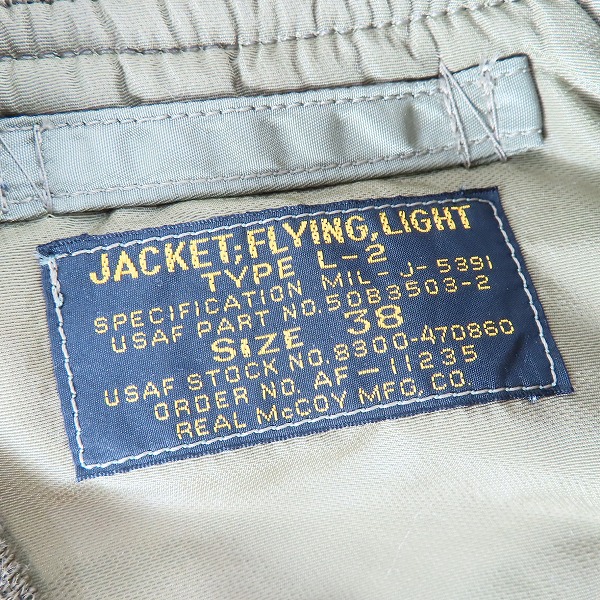 JACKET;FLYING,LIGHT
TYPE L-2
SPECIFICATION MIL-J-5391
USAF PART NO.50B3503-2
SIZE 38
USAF STOCK NO.8300-470860
ORDER NO. AF-11235
REAL McCOY MFG,CO.